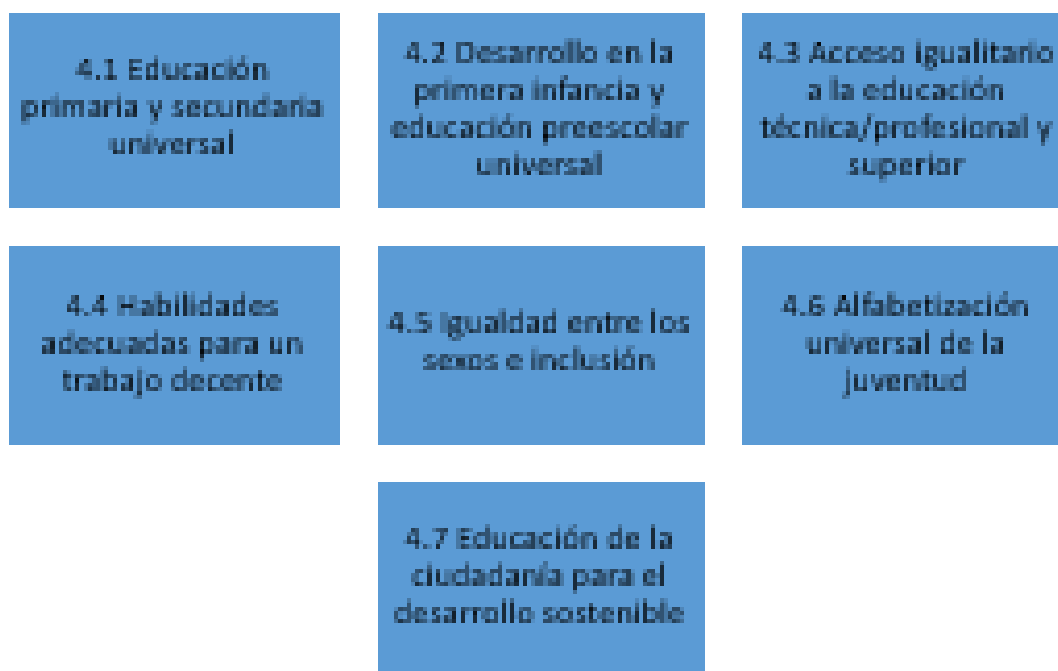 4.1 Educación
primaria y secundaria
universal
4.2 Desarrollo en la
primera infancia y
educación preescolar
universal
4.3 Acceso igualitario
a la educación
técnica/profesional y
superior
4.4 Habilidades
adecuadas para un
trabajo decente
4.5 Igualdad entre los
sexos e inclusión
4.6 Alfabetización
universal de la
juventud
4.7 Educación de la
ciudadanía para el
desarrollo sostenible